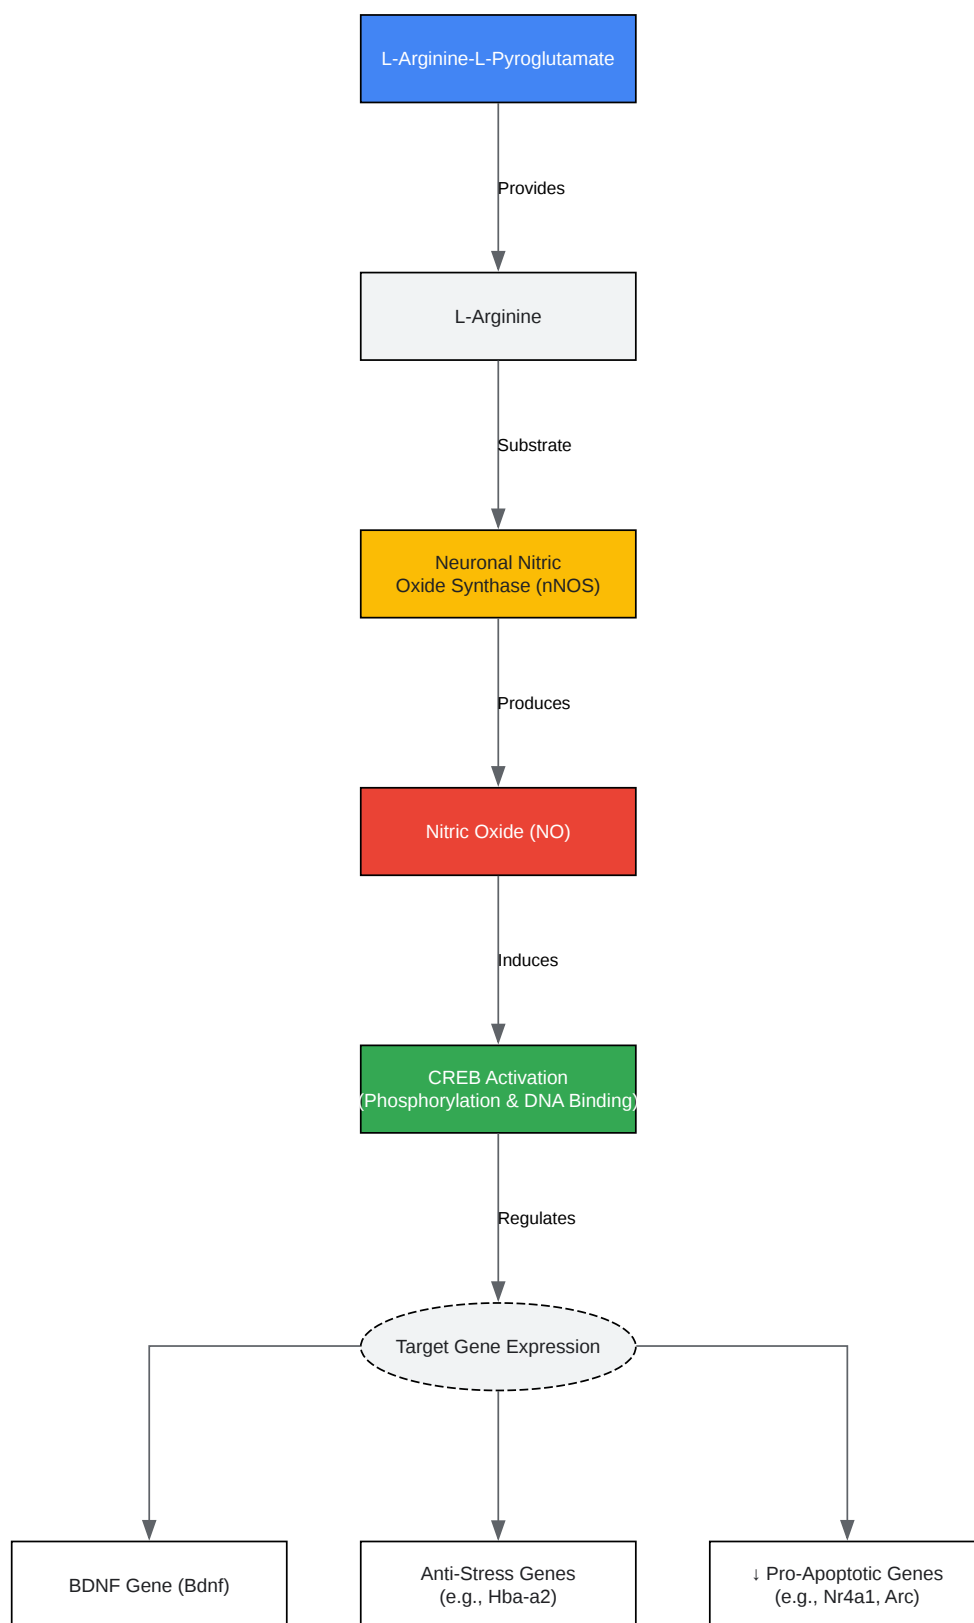 L-Arginine-L-Pyroglutamate
Provides
L-Arginine
Substrate
Neuronal Nitric
Oxide Synthase (nNOS)
Produces
Nitric Oxide (NO)
Induces
CREB Activation
(Phosphorylation & DNA Binding)
Regulates
Target Gene Expression
BDNF Gene (Bdnf)
Anti-Stress Genes
(e.g., Hba-a2)
↓ Pro-Apoptotic Genes
(e.g., Nr4a1, Arc)